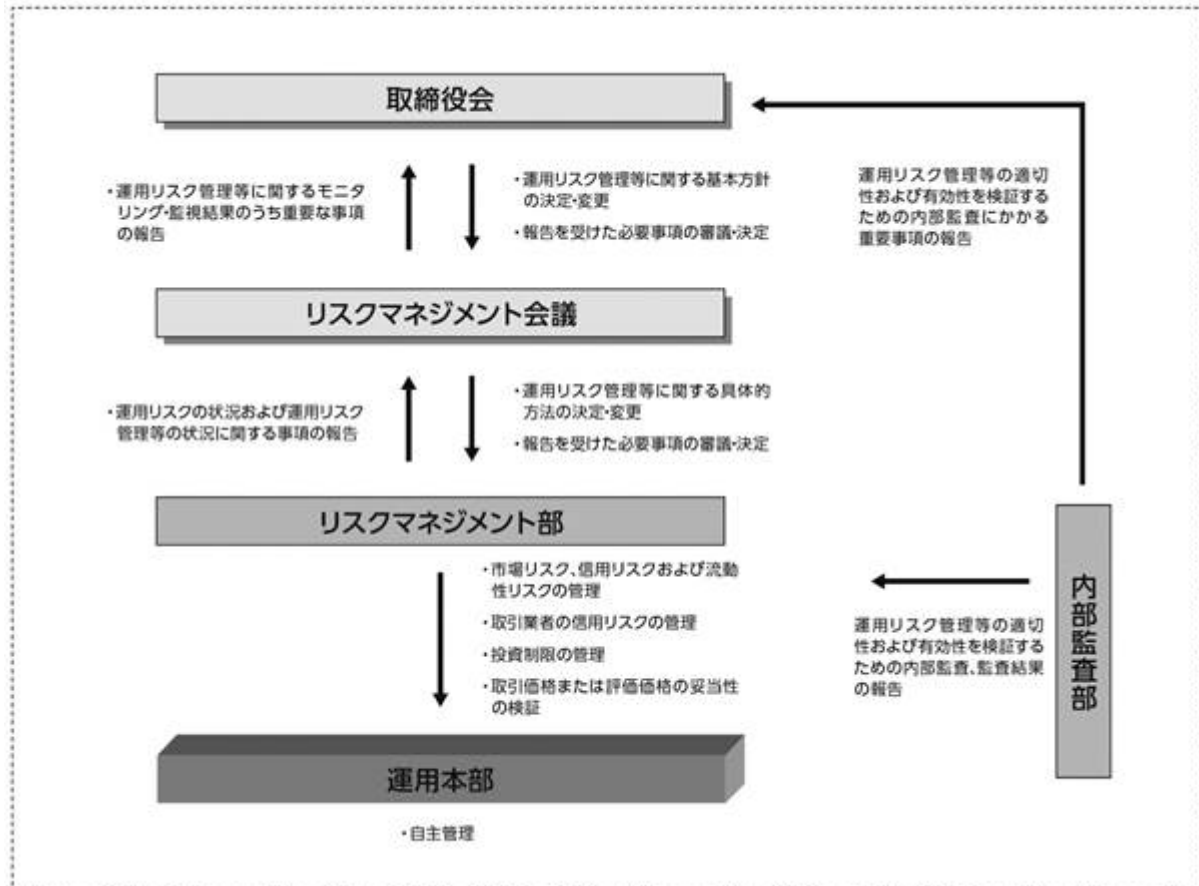 取締役会
・運用リスク管理等に関するモニタ
リング・監視結果のうち重要な事項
の報告
・運用リスク管理等に関する基本方針
の決定・変更
・報告を受けた必要事項の審議・決定
運用リスク管理等の適切
性および有効性を検証する
ための内部監査にかかる
重要事項の報告
リスクマネジメント会議
・運用リスクの状況および運用リスク
管理等の状況に関する事項の報告
・運用リスク管理等に関する具体的
方法の決定・変更
・報告を受けた必要事項の審議・決定
リスクマネジメント部
・市場リスク、信用リスクおよび流動
性リスクの管理
・取引業者の信用リスクの管理
・投資制限の管理
・取引価格または評価価格の妥当性
の検証
運用リスク管理等の適切
性および有効性を検証する
ための内部監査、監査結果
の報告
内部監査部
運用本部
・自主管理